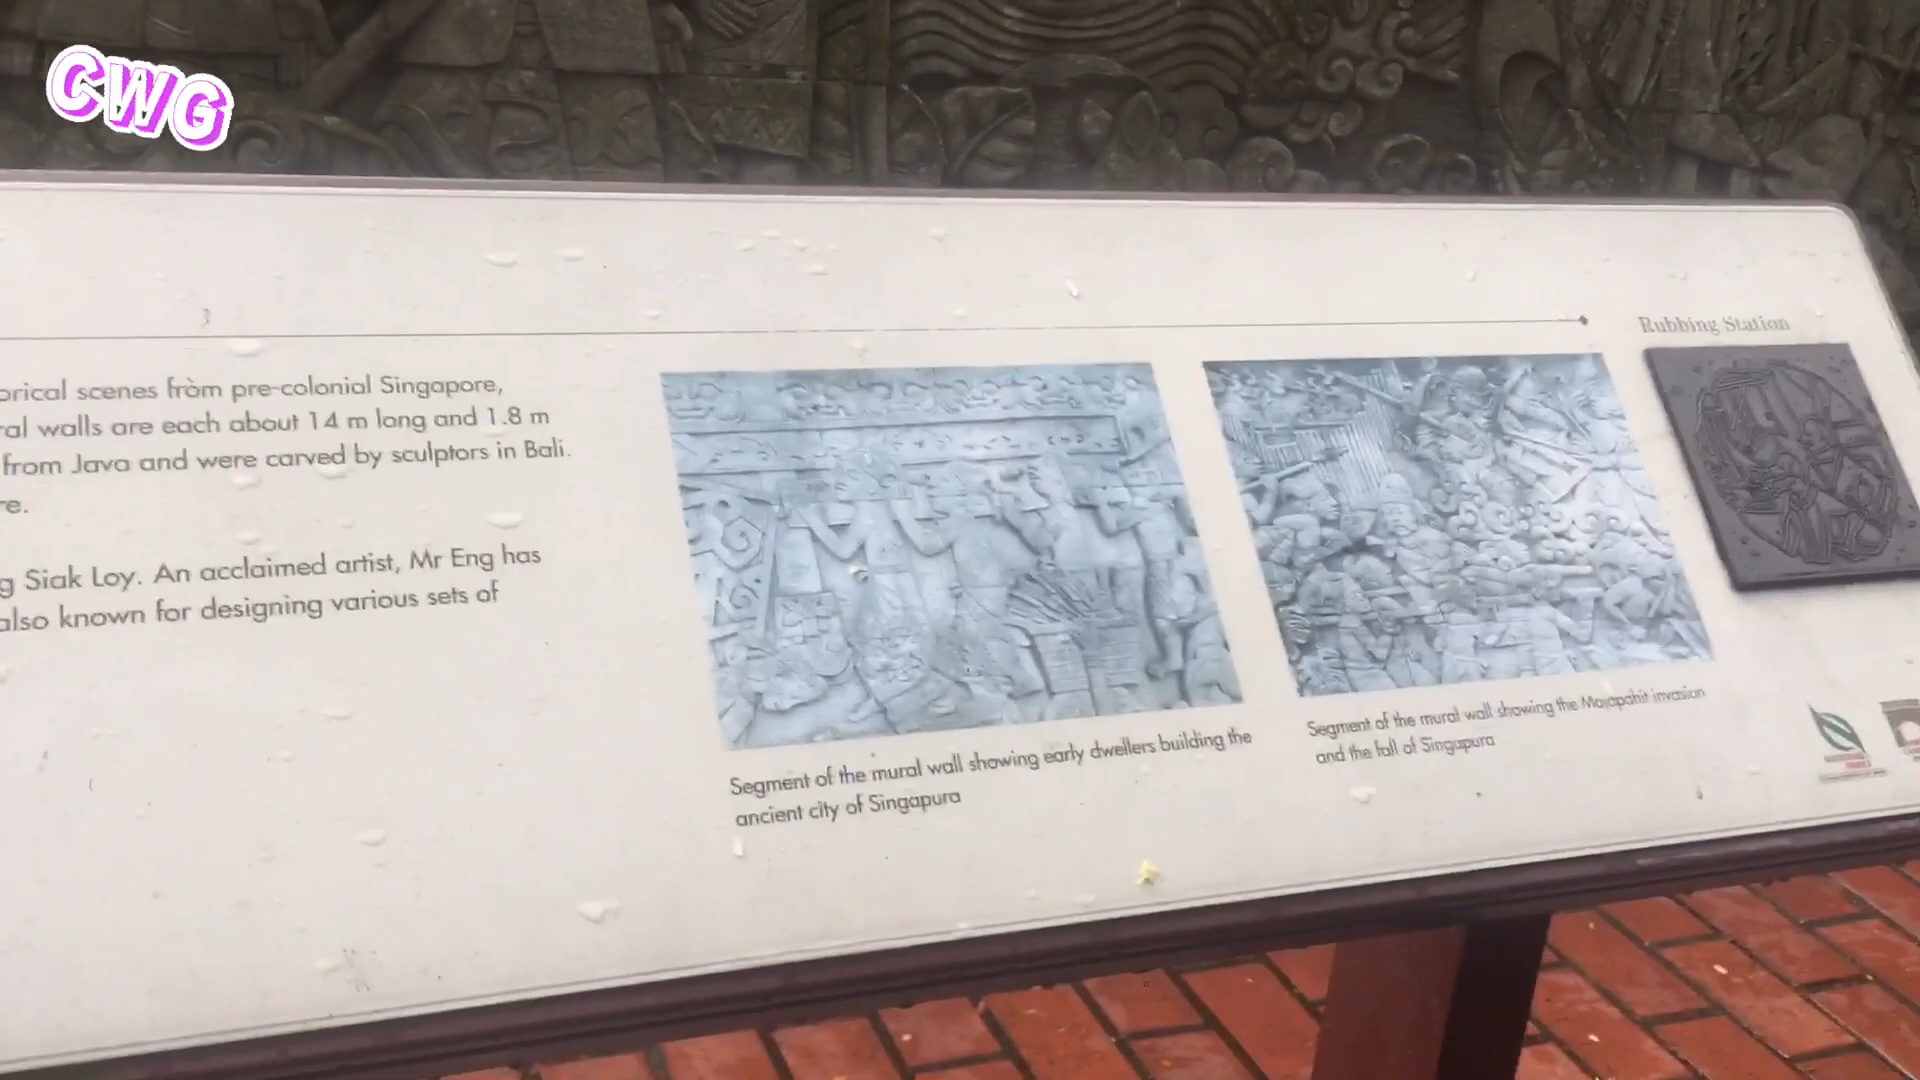 CWG
orical scenes from pre-colonial Singapore,
ral walls are each about 14 m long and 1.8 m
from Java and were carved by sculptors in Bali.
re.
g Siak Loy. An acclaimed artist, Mr Eng has
also known for designing various sets of
Segment of the mural wall showing early dwellers building the
ancient city of Singapura
Segment of the mural wall showing the Majapahit invasion
and the fall of Singapura
Rubbing Station